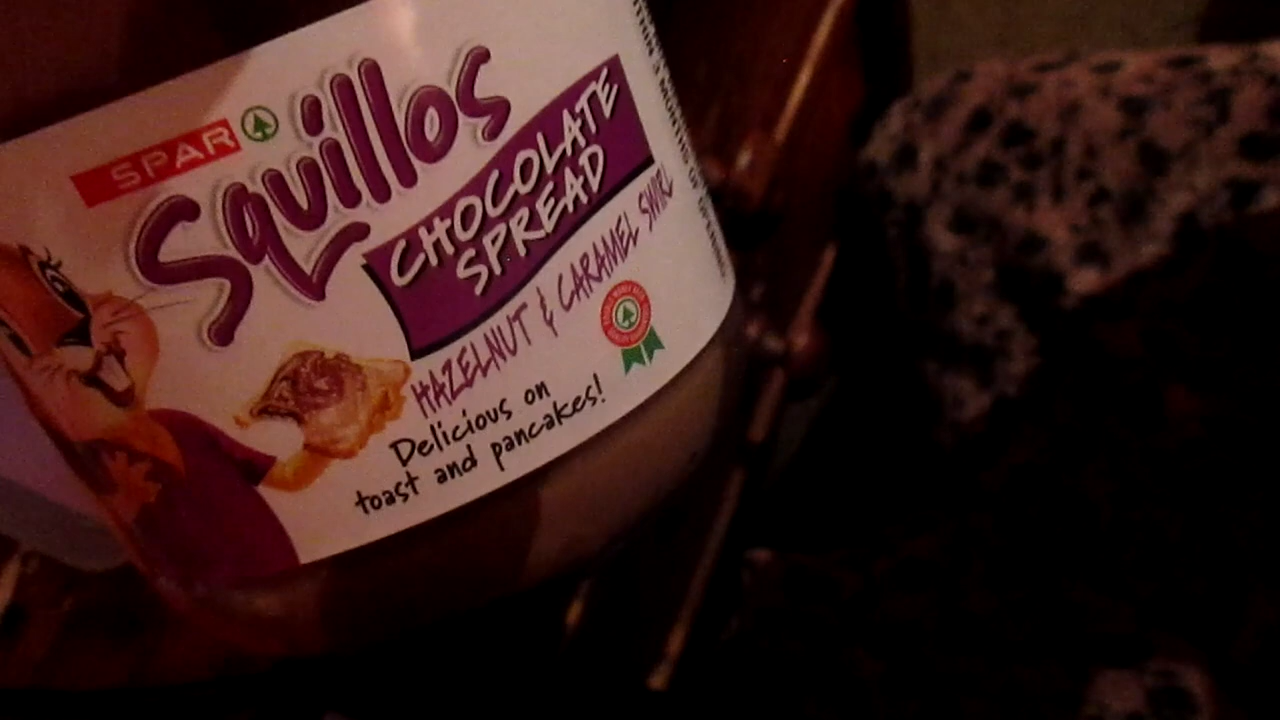 SPAR
Squillos
CHOCOLATE
SPREAD
HAZELNUT & CARAMEL SWIRL
Delicious on
toast and pancakes!